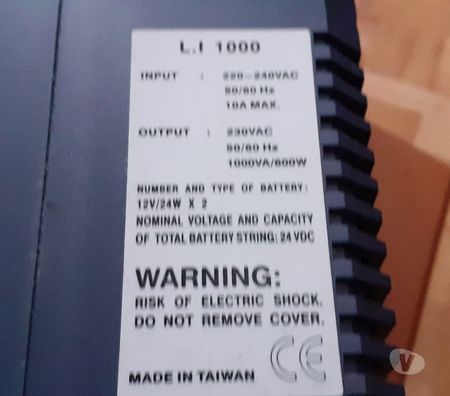 L.I 1000
INPUT : 220-240VAC
50/60 Hz
10A MAX.
OUTPUT : 230VAC
50/60 Hz
1000VA/600W
NUMBER AND TYPE OF BATTERY:
12V/24W X 2
NOMINAL VOLTAGE AND CAPACITY
OF TOTAL BATTERY STRING: 24 VDC
WARNING:
RISK OF ELECTRIC SHOCK.
DO NOT REMOVE COVER.
MADE IN TAIWAN CE
V